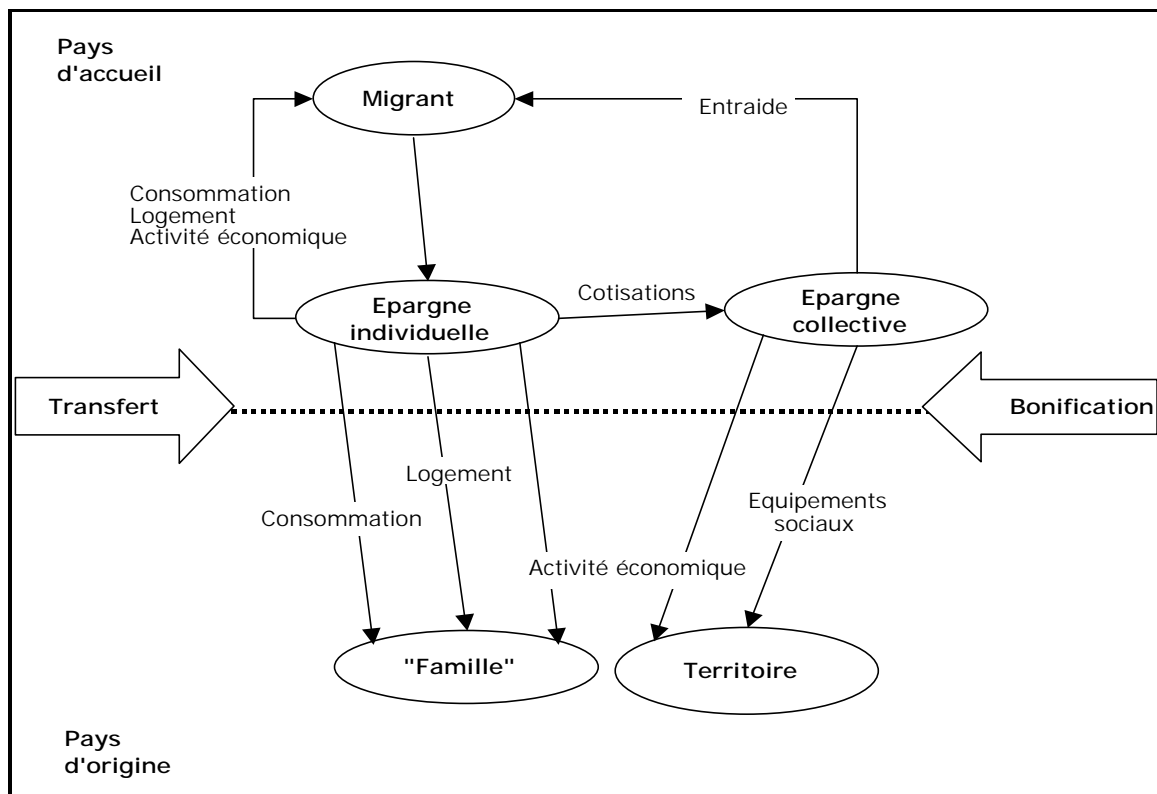 Pays
d'accueil
Migrant
Entraide
Consommation
Logement
Activité économique
Epargne
individuelle
Cotisations
Epargne
collective
Transfert
Bonification
Logement
Consommation
Equipements
sociaux
Activité économique
"Famille"
Territoire
Pays
d'origine